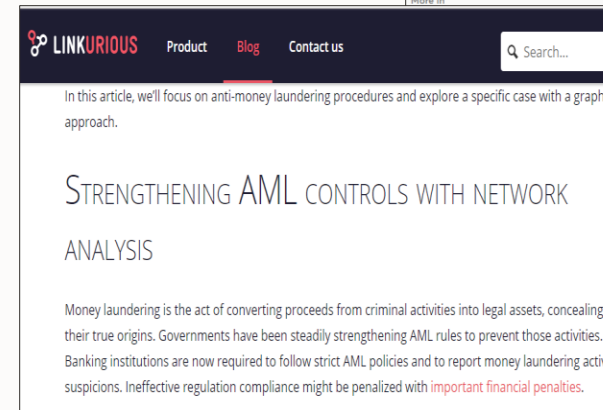 More in
LINKURIOUS Product Blog Contact us Search...
In this article, we'll focus on anti-money laundering procedures and explore a specific case with a graph
approach.
STRENGTHENING AML CONTROLS WITH NETWORK
ANALYSIS
Money laundering is the act of converting proceeds from criminal activities into legal assets, concealing
their true origins. Governments have been steadily strengthening AML rules to prevent those activities.
Banking institutions are now required to follow strict AML policies and to report money laundering activ
suspicions. Ineffective regulation compliance might be penalized with important financial penalties.